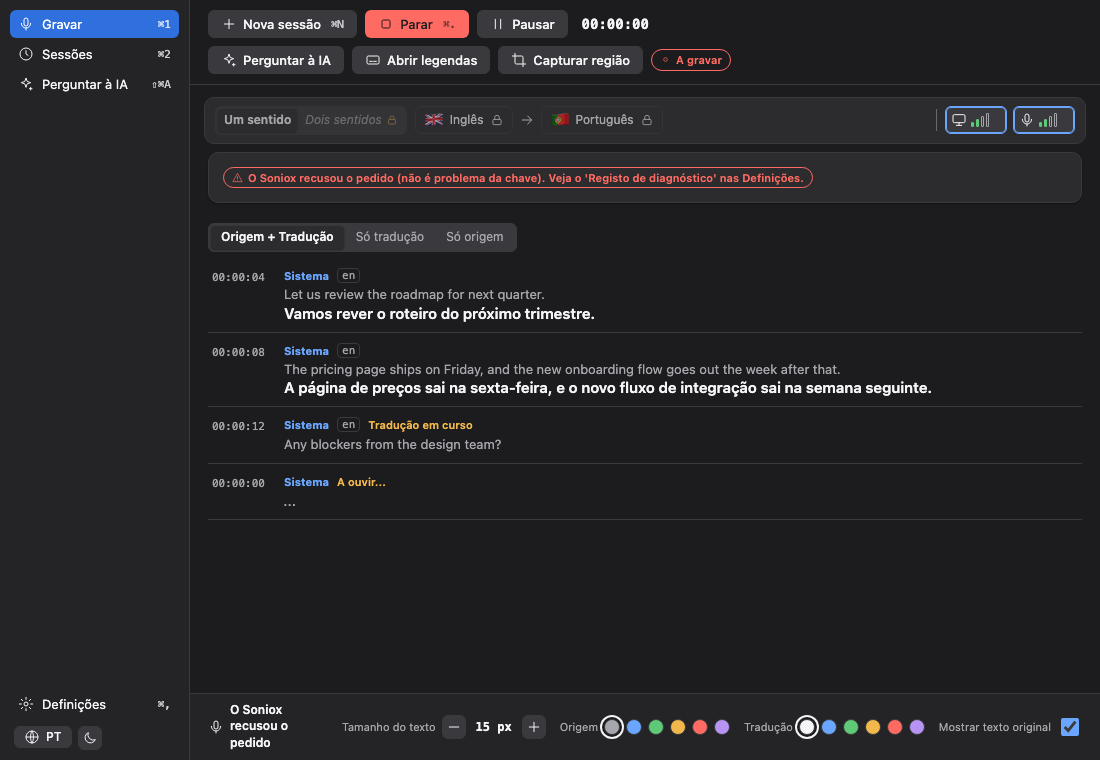 Gravar ⌘1
Sessões ⌘2
Perguntar à IA ⇧⌘A
Nova sessão ⌘N
Parar ⌘.
Pausar
00:00:00
Perguntar à IA
Abrir legendas
Capturar região
A gravar
Um sentido
Dois sentidos
Inglês
Português
O Soniox recusou o pedido (não é problema da chave). Veja o 'Registo de diagnóstico' nas Definições.
Origem + Tradução
Só tradução
Só origem
00:00:04 Sistema en
Let us review the roadmap for next quarter.
Vamos rever o roteiro do próximo trimestre.
00:00:08 Sistema en
The pricing page ships on Friday, and the new onboarding flow goes out the week after that.
A página de preços sai na sexta-feira, e o novo fluxo de integração sai na semana seguinte.
00:00:12 Sistema en Tradução em curso
Any blockers from the design team?
00:00:00 Sistema A ouvir...
...
Definições ⌘,
PT
O Soniox
recusou o
pedido
Tamanho do texto
15 px
Origem
Tradução
Mostrar texto original